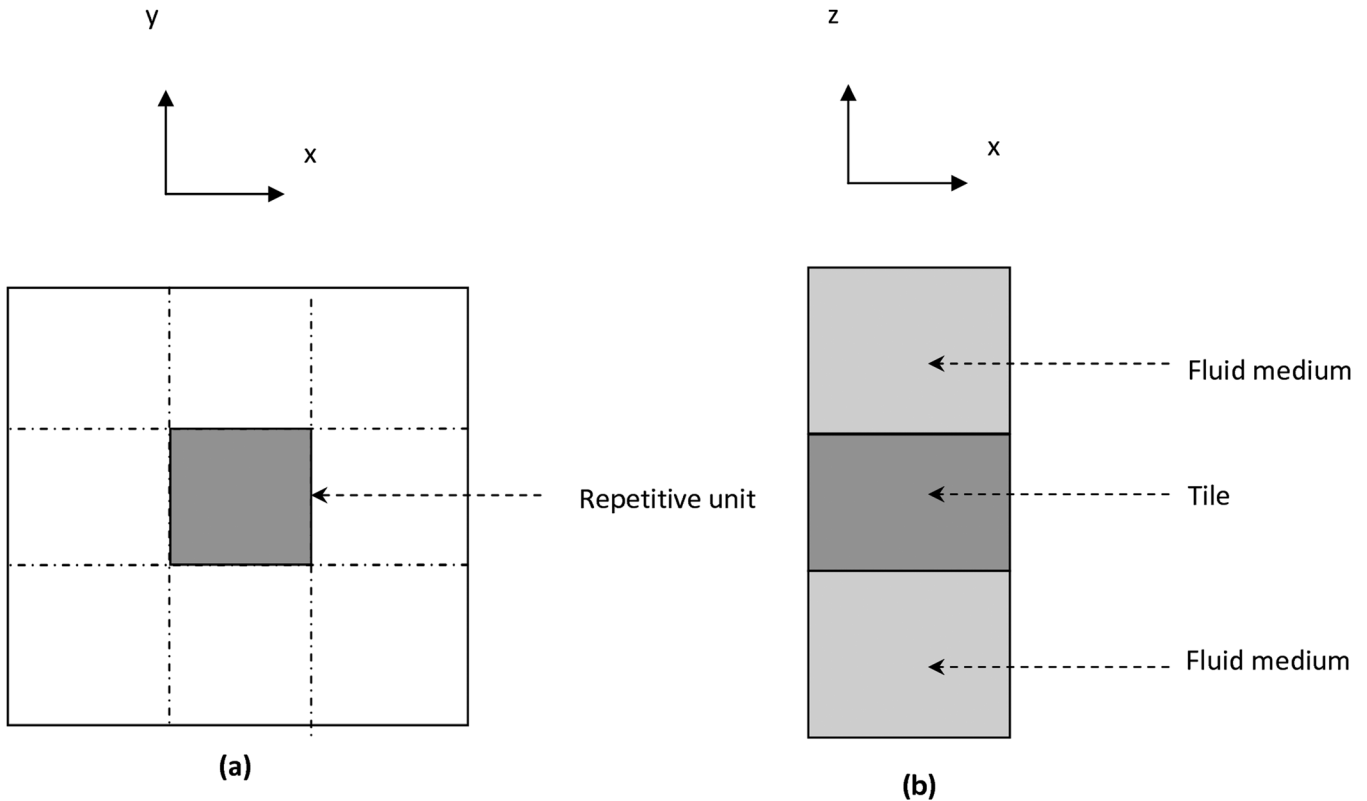 y
x
Repetitive unit
(a)
z
x
Fluid medium
Tile
Fluid medium
(b)